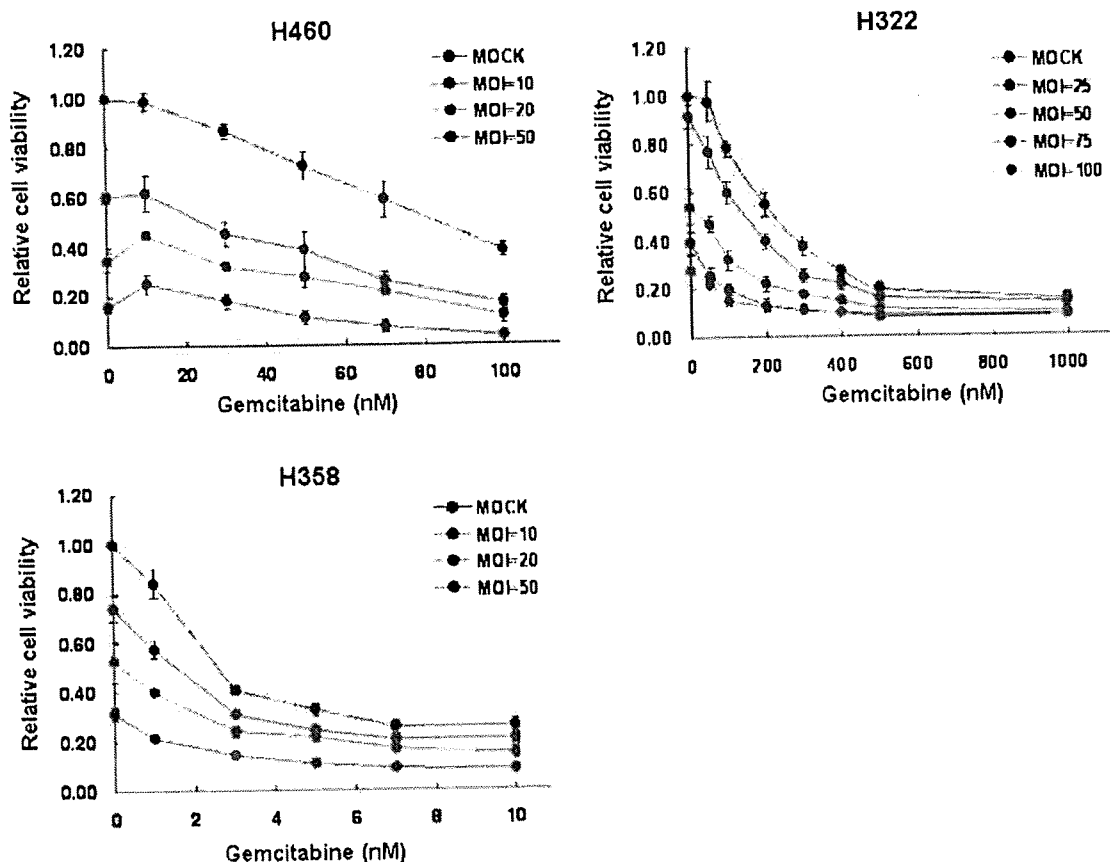 H460
1.20
1.00
0.80
0.60
0.40
0.20
0.00
Relative cell viability
0 20 40 60 80 100
Gemcitabine (nM)
MOCK
MOI=10
MOI=20
MOI=50
H322
1.20
1.00
0.80
0.60
0.40
0.20
0.00
Relative cell viability
0 200 400 600 800 1000
Gemcitabine (nM)
MOCK
MOI=25
MOI=50
MOI=75
MOI=100
H358
1.20
1.00
0.80
0.60
0.40
0.20
0.00
Relative cell viability
0 2 4 6 8 10
Gemcitabine (nM)
MOCK
MOI=10
MOI=20
MOI=50